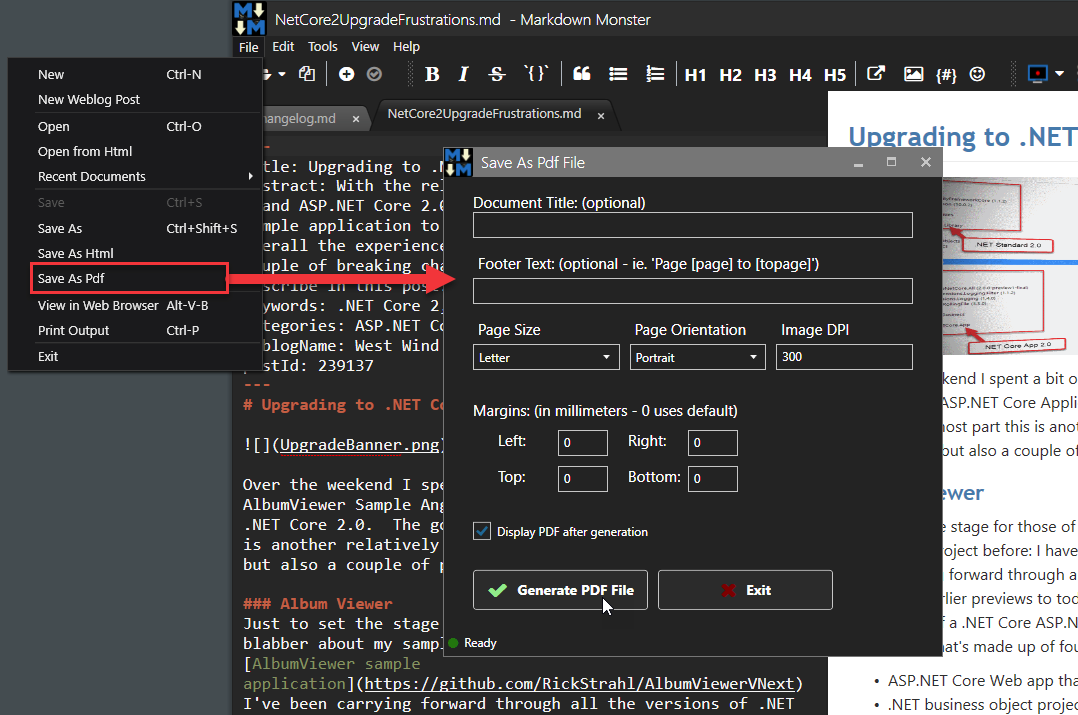 NetCore2UpgradeFrustrations.md - Markdown Monster
File Edit Tools View Help
B I S `{}` H1 H2 H3 H4 H5 {#}
New Ctrl-N
New Weblog Post
Open Ctrl-O
Open from Html
Recent Documents
Save Ctrl+S
Save As Ctrl+Shift+S
Save As Html
Save As Pdf
View in Web Browser Alt-V-B
Print Output Ctrl-P
Exit
angelog.md × NetCore2UpgradeFrustrations.md ×
tle: Upgrading to .N
stract: With the rel
and ASP.NET Core 2.0
mple application to
erall the experience
uple of breaking cha
scribe in this pos
ywords: .NET Core 2
tegories: ASP.NET Co
blogName: West Wind
stId: 239137
---
# Upgrading to .NET Co
![](UpgradeBanner.png)
Over the weekend I spe
AlbumViewer Sample Ang
.NET Core 2.0. The go
is another relatively
but also a couple of p
### Album Viewer
Just to set the stage
blabber about my sampl
[AlbumViewer sample
application](https://github.com/RickStrahl/AlbumViewerVNext)
I've been carrying forward through all the versions of .NET
Save As Pdf File
Document Title: (optional)
Footer Text: (optional - ie. 'Page [page] to [topage]')
Page Size Page Orientation Image DPI
Letter Portrait 300
Margins: (in millimeters - 0 uses default)
Left: 0 Right: 0
Top: 0 Bottom: 0
Display PDF after generation
Generate PDF File Exit
Ready
Upgrading to .NET
NET Standard 2.0
NET Core App 2.0
kend I spent a bit o
ASP.NET Core Appli
ost part this is anot
but also a couple of
ewer
e stage for those of
oject before: I have
forward through a
rlier previews to tod
f a .NET Core ASP.N
hat's made up of fou
• ASP.NET Core Web app tha
• .NET business object projec